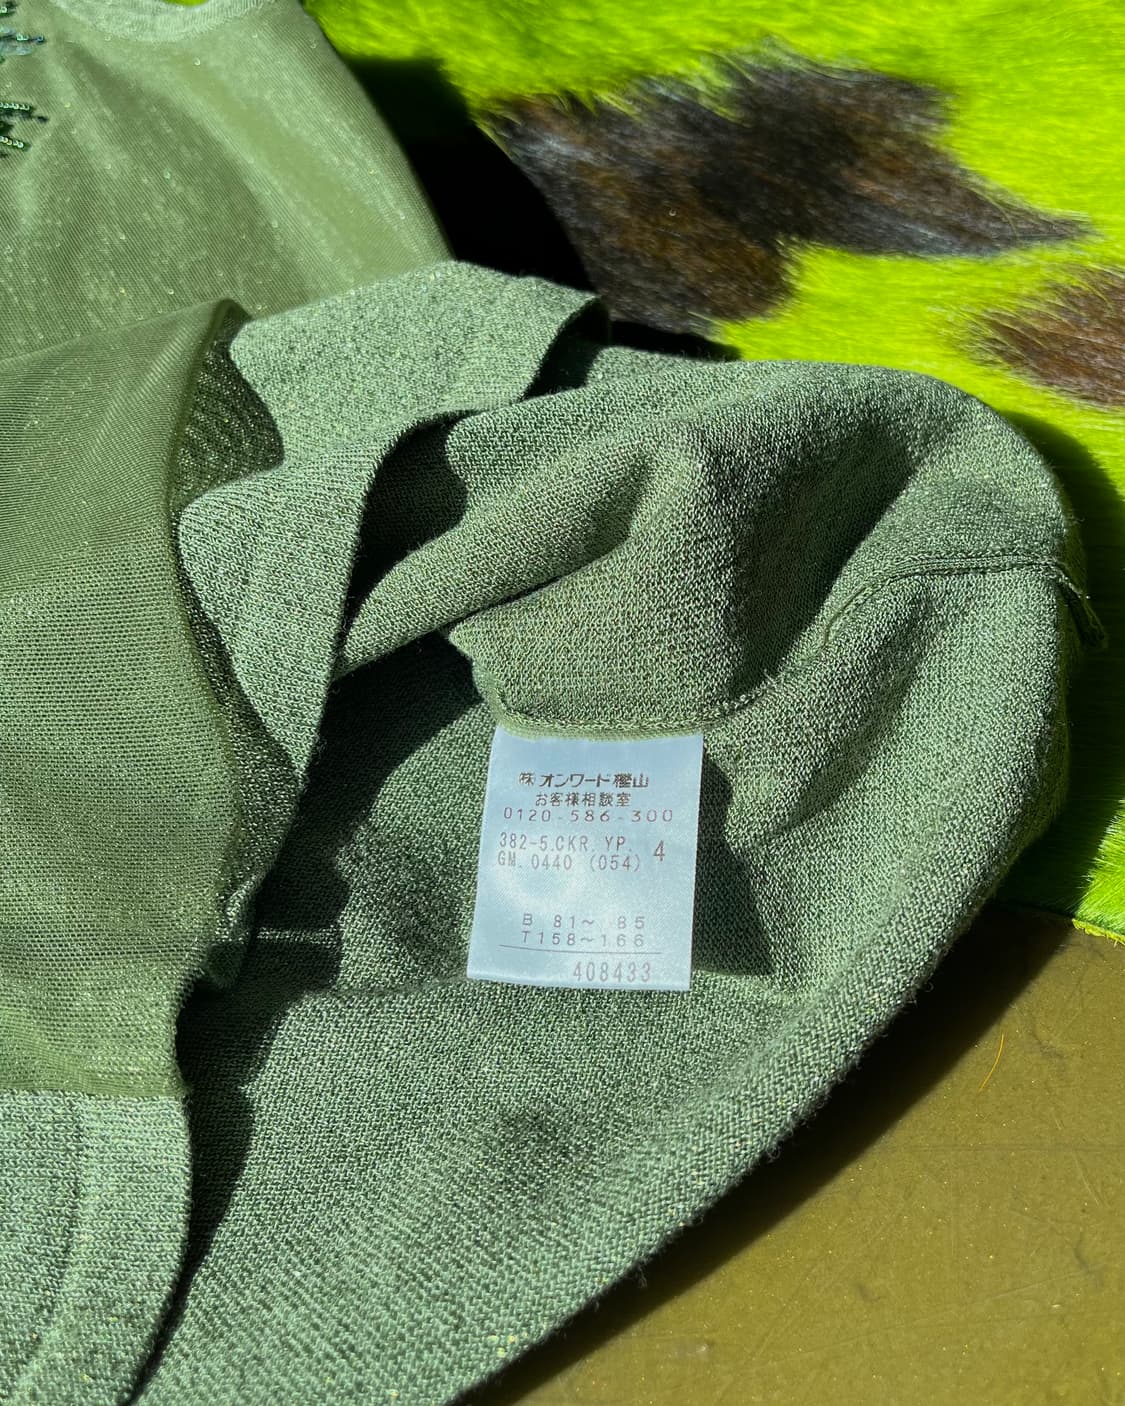 ㈱オンワード樫山
お客様相談室
0120-586-300
382-5.CKR. YP. 4
GM. 0440 (054)
B 81~ 85
T158~166
408433